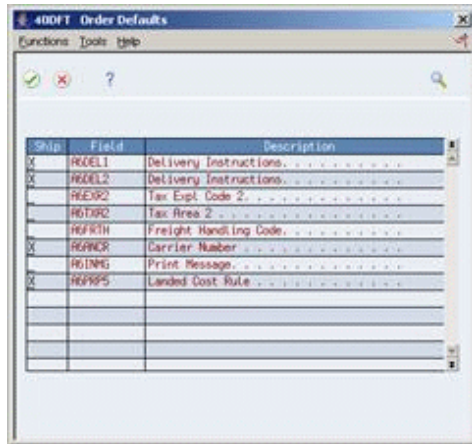 40DFT Order Defaults
Functions Tools Help
?
Ship Field Description
X A6DEL1 Delivery Instructions. . . . . . . . . .
X A6DEL2 Delivery Instructions. . . . . . . . . .
_ A6EXR2 Tax Expl Code 2. . . . . . . . . . . . .
_ A6TXR2 Tax Area 2 . . . . . . . . . . . . . . .
_ A6FRTH Freight Handling Code. . . . . . . . . .
X A6ANCR Carrier Number . . . . . . . . . . . . .
_ A6INMG Print Message. . . . . . . . . . . . . .
X A6PRP5 Landed Cost Rule . . . . . . . . . . . .